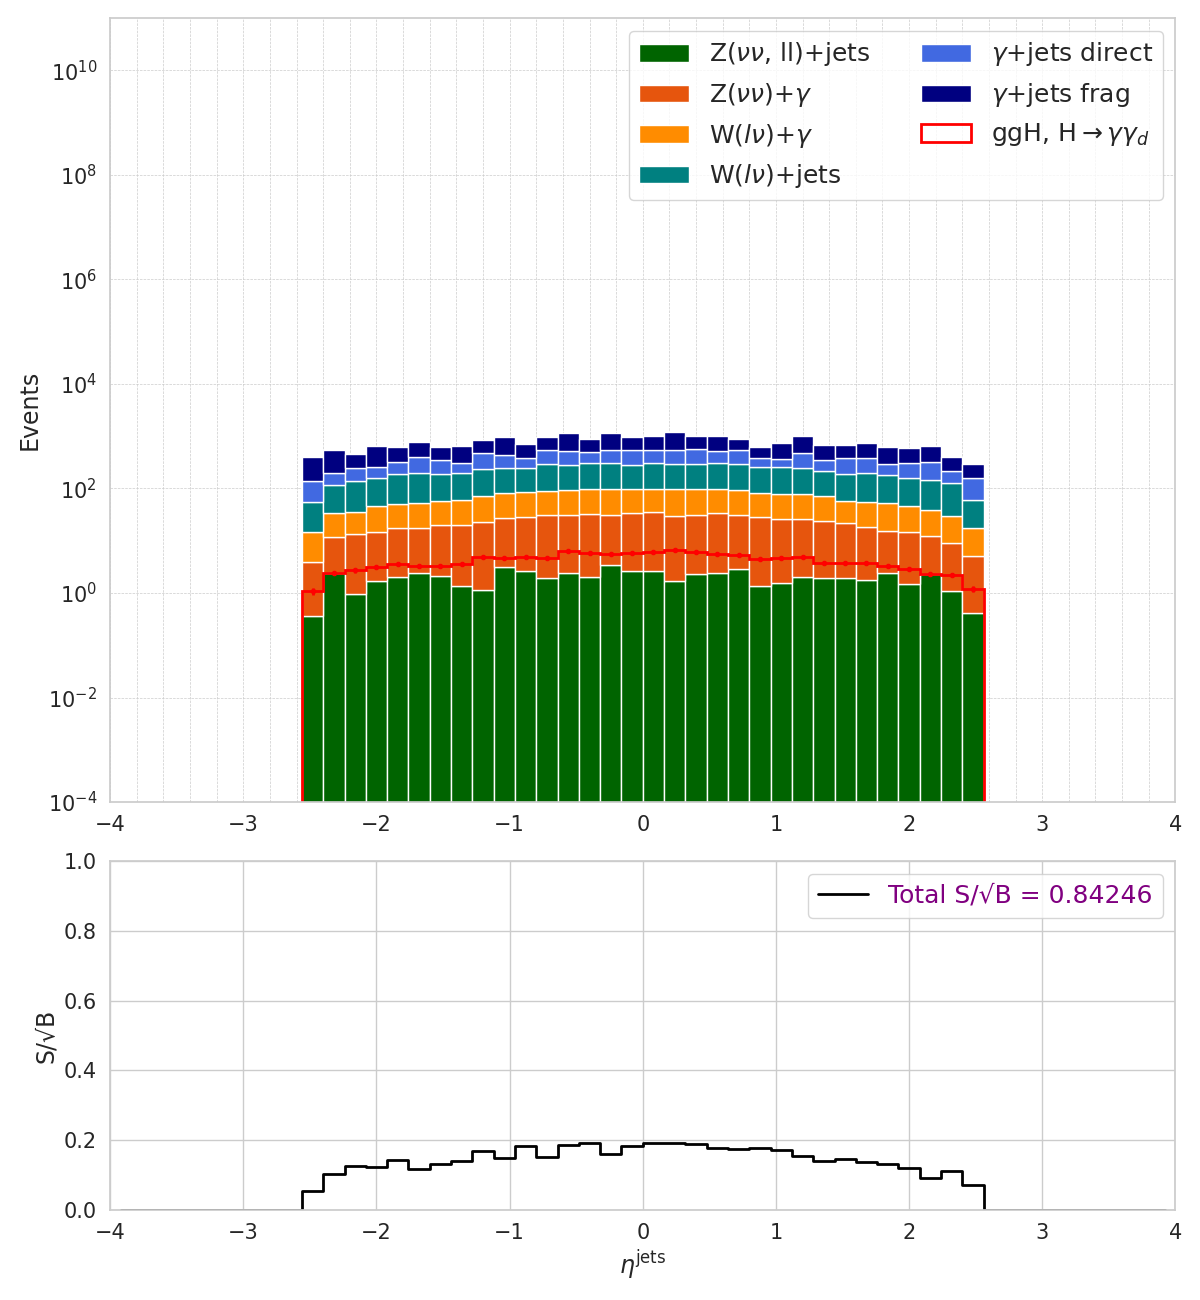 Z(νν, ll)+jets
Z(νν)+γ
W(lν)+γ
W(lν)+jets
γ+jets direct
γ+jets frag
ggH, H→γγ_d
Events
10^10
10^8
10^6
10^4
10^2
10^0
10^−2
10^−4
−4 −3 −2 −1 0 1 2 3 4
Total S/√B = 0.84246
S/√B
1.0
0.8
0.6
0.4
0.2
0.0
−4 −3 −2 −1 0 1 2 3 4
η^jets